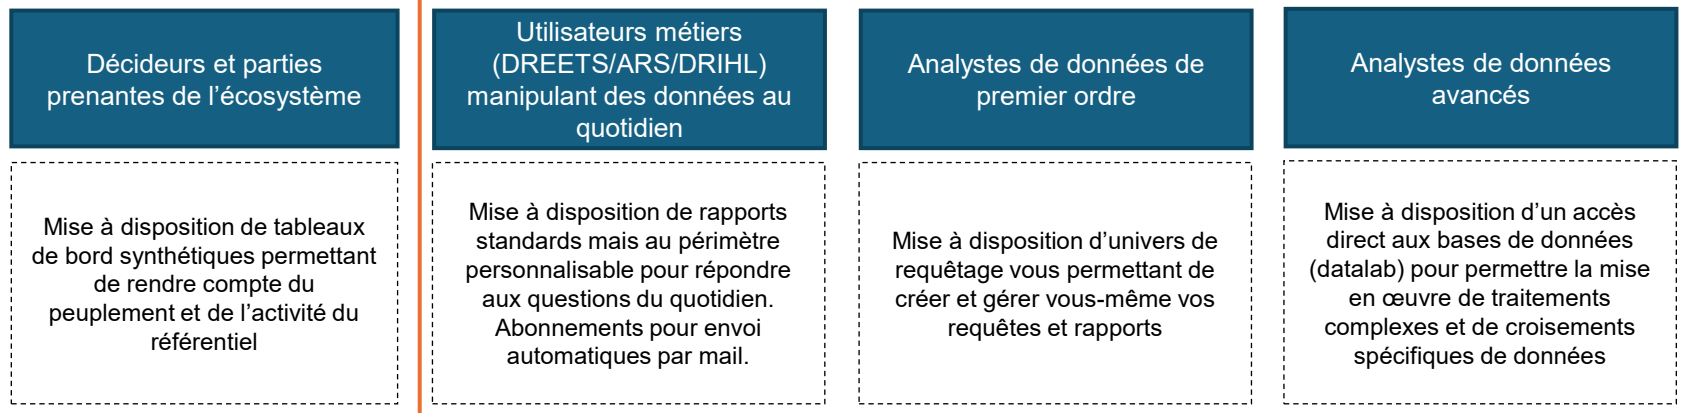 Décideurs et parties
prenantes de l’écosystème
Utilisateurs métiers
(DREETS/ARS/DRIHL)
manipulant des données au
quotidien
Analystes de données de
premier ordre
Analystes de données
avancés
Mise à disposition de tableaux
de bord synthétiques permettant
de rendre compte du
peuplement et de l’activité du
référentiel
Mise à disposition de rapports
standards mais au périmètre
personnalisable pour répondre
aux questions du quotidien.
Abonnements pour envoi
automatiques par mail.
Mise à disposition d’univers de
requêtage vous permettant de
créer et gérer vous-même vos
requêtes et rapports
Mise à disposition d’un accès
direct aux bases de données
(datalab) pour permettre la mise
en œuvre de traitements
complexes et de croisements
spécifiques de données